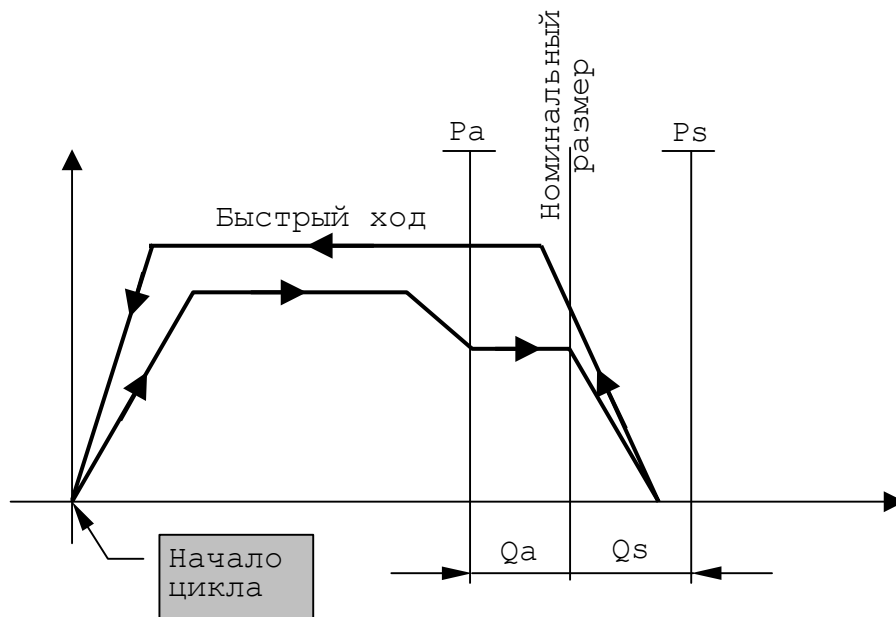 Pa
Номинальный
размер
Ps
Быстрый ход
Qa
Qs
Начало
цикла